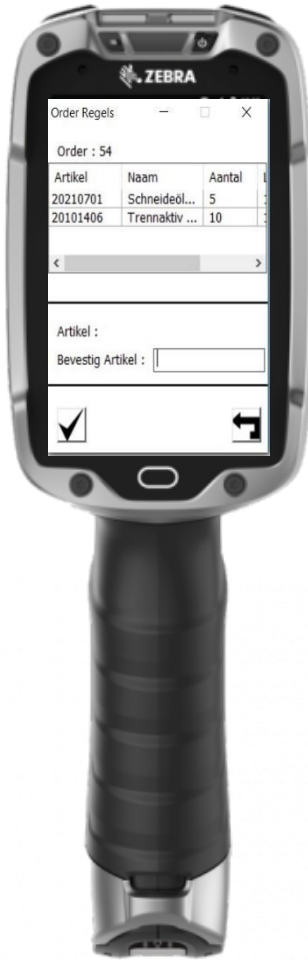 ZEBRA
Order Regels
Order : 54
Artikel Naam Aantal
20210701 Schneideöl... 5
20101406 Trennaktiv ... 10
Artikel :
Bevestig Artikel :